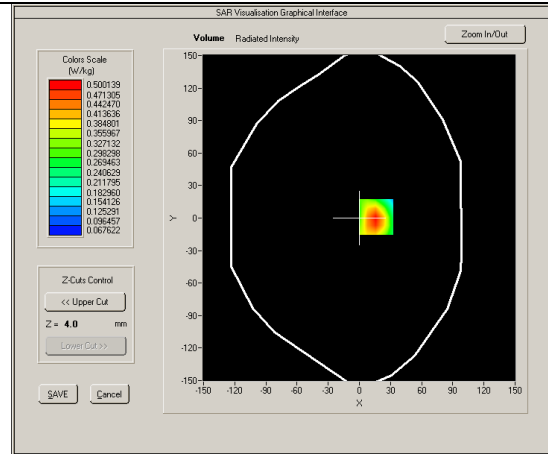 SAR Visualisation Graphical Interface
Volume Radiated Intensity
Zoom In/Out
Colors Scale
(W/kg)
0.500139
0.471305
0.442470
0.413636
0.384801
0.355967
0.327132
0.298298
0.269463
0.240629
0.211795
0.182960
0.154126
0.125291
0.096457
0.067622
Z-Cuts Control
<< Upper Cut
Z = 4.0 mm
Lower Cut >>
SAVE
Cancel
150
120
90
60
30
0
-30
-60
-90
-120
-150
Y
-150 -120 -90 -60 -30 0 30 60 90 120 150
X